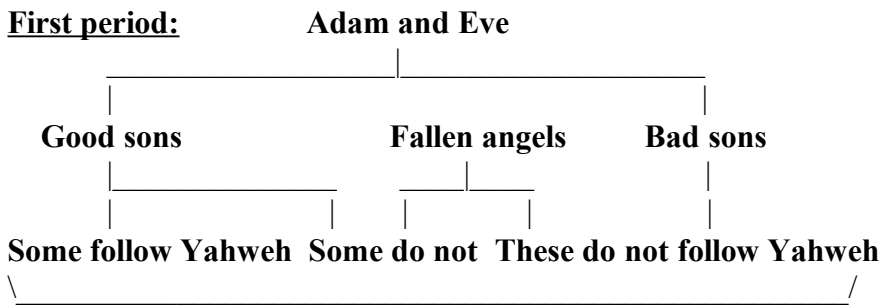 First period: Adam and Eve
Good sons Fallen angels Bad sons
Some follow Yahweh Some do not These do not follow Yahweh